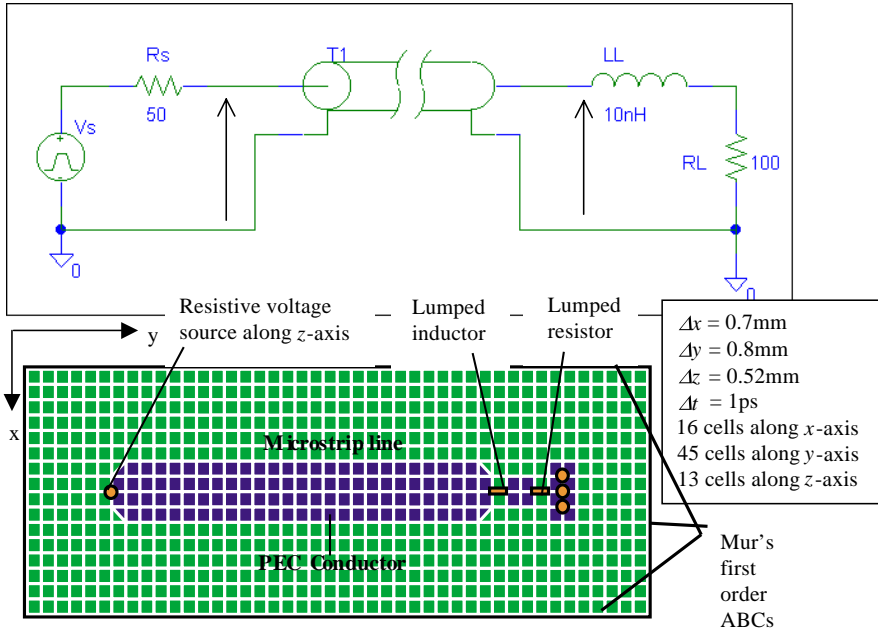 Rs
50
Vs
0
T1
LL
10nH
RL
100
0
Resistive voltage
source along z-axis
Lumped
inductor
Lumped
resistor
y
x
Δx = 0.7mm
Δy = 0.8mm
Δz = 0.52mm
Δt = 1ps
16 cells along x-axis
45 cells along y-axis
13 cells along z-axis
Microstrip line
PEC Conductor
Mur's
first
order
ABCs